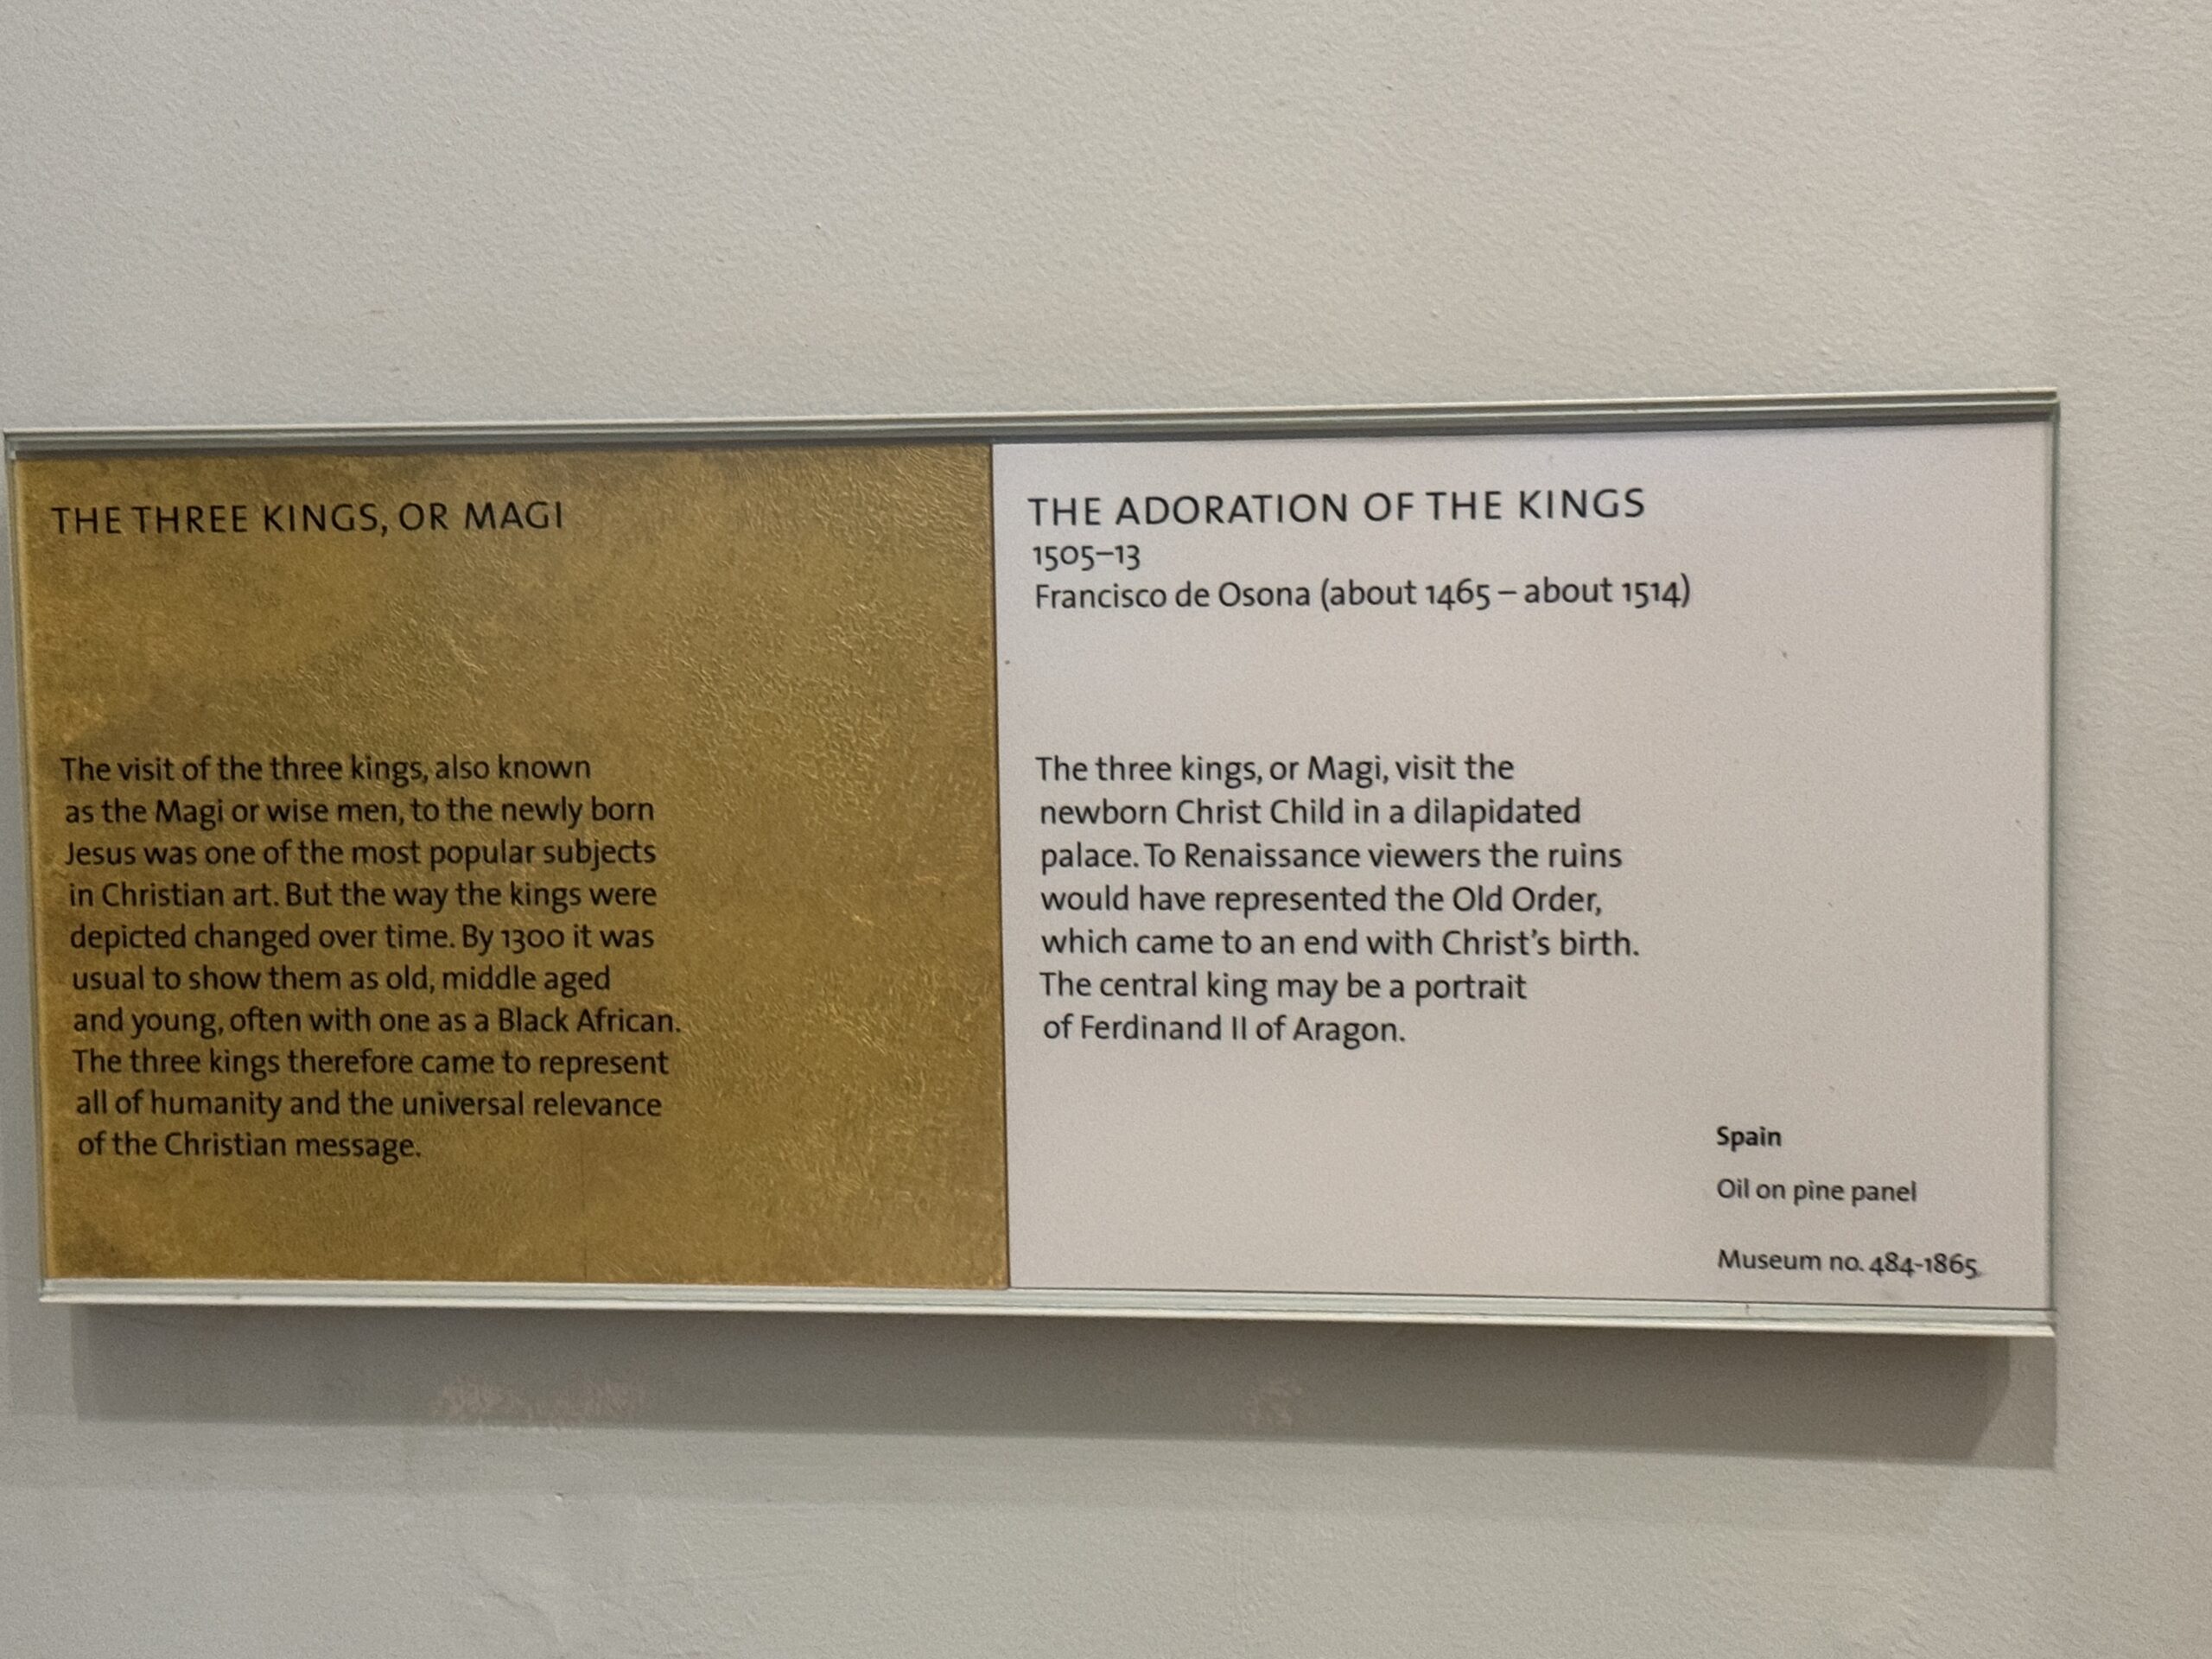 THE THREE KINGS, OR MAGI
The visit of the three kings, also known
as the Magi or wise men, to the newly born
Jesus was one of the most popular subjects
in Christian art. But the way the kings were
depicted changed over time. By 1300 it was
usual to show them as old, middle aged
and young, often with one as a Black African.
The three kings therefore came to represent
all of humanity and the universal relevance
of the Christian message.
THE ADORATION OF THE KINGS
1505–13
Francisco de Osona (about 1465 – about 1514)
The three kings, or Magi, visit the
newborn Christ Child in a dilapidated
palace. To Renaissance viewers the ruins
would have represented the Old Order,
which came to an end with Christ's birth.
The central king may be a portrait
of Ferdinand II of Aragon.
Spain
Oil on pine panel
Museum no. 484-1865